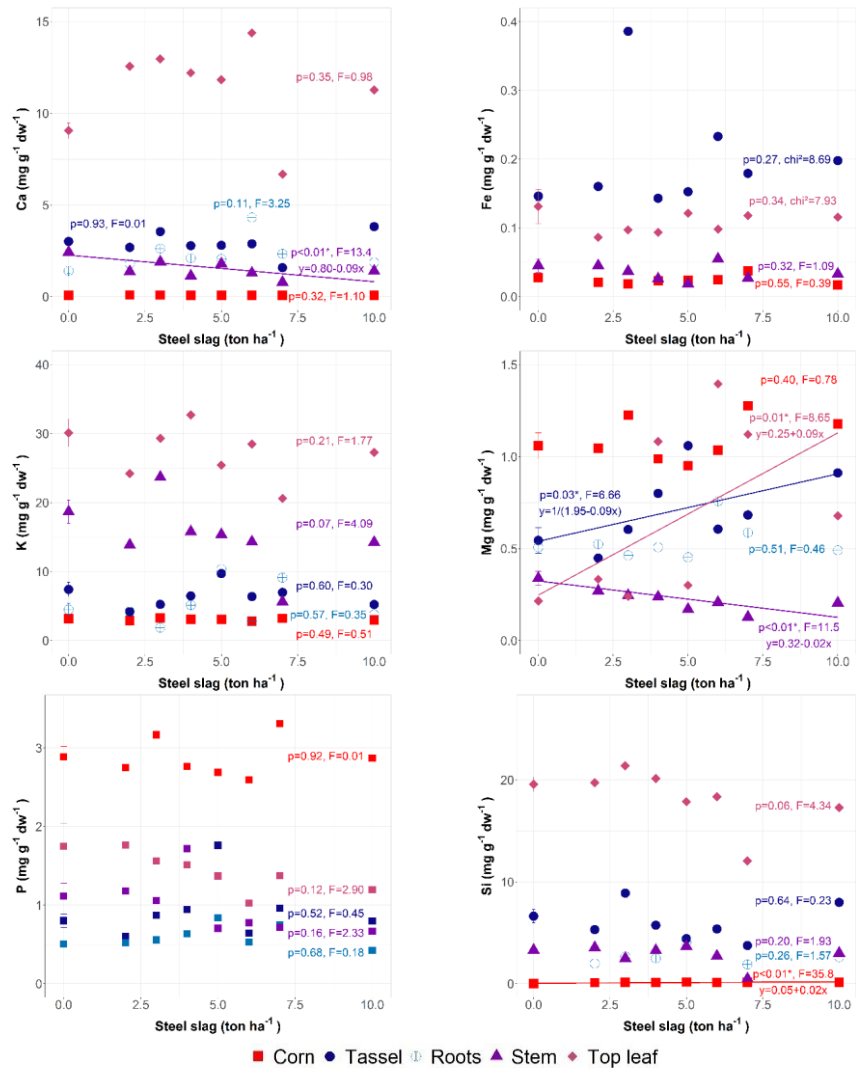 Ca (mg g⁻¹ dw⁻¹)
15
10
5
0
p=0.35, F=0.98
p=0.11, F=3.25
p=0.93, F=0.01
p<0.01*, F=13.4
y=0.80-0.09x
p=0.32, F=1.10
0.0 2.5 5.0 7.5 10.0
Steel slag (ton ha⁻¹ )
Fe (mg g⁻¹ dw⁻¹)
0.4
0.3
0.2
0.1
0.0
p=0.27, chi²=8.69
p=0.34, chi²=7.93
p=0.32, F=1.09
p=0.55, F=0.39
0.0 2.5 5.0 7.5 10.0
Steel slag (ton ha⁻¹ )
K (mg g⁻¹ dw⁻¹)
40
30
20
10
0
p=0.21, F=1.77
p=0.07, F=4.09
p=0.60, F=0.30
p=0.57, F=0.35
p=0.49, F=0.51
0.0 2.5 5.0 7.5 10.0
Steel slag (ton ha⁻¹ )
Mg (mg g⁻¹ dw⁻¹)
1.5
1.0
0.5
0.0
p=0.40, F=0.78
p=0.01*, F=8.65
y=0.25+0.09x
p=0.03*, F=6.66
y=1/(1.95-0.09x)
p=0.51, F=0.46
p<0.01*, F=11.5
y=0.32-0.02x
0.0 2.5 5.0 7.5 10.0
Steel slag (ton ha⁻¹ )
P (mg g⁻¹ dw⁻¹)
3
2
1
0
p=0.92, F=0.01
p=0.12, F=2.90
p=0.52, F=0.45
p=0.16, F=2.33
p=0.68, F=0.18
0.0 2.5 5.0 7.5 10.0
Steel slag (ton ha⁻¹ )
Si (mg g⁻¹ dw⁻¹)
20
10
0
p=0.06, F=4.34
p=0.64, F=0.23
p=0.20, F=1.93
p=0.26, F=1.57
p<0.01*, F=35.8
y=0.05+0.02x
0.0 2.5 5.0 7.5 10.0
Steel slag (ton ha⁻¹ )
Corn Tassel Roots Stem Top leaf